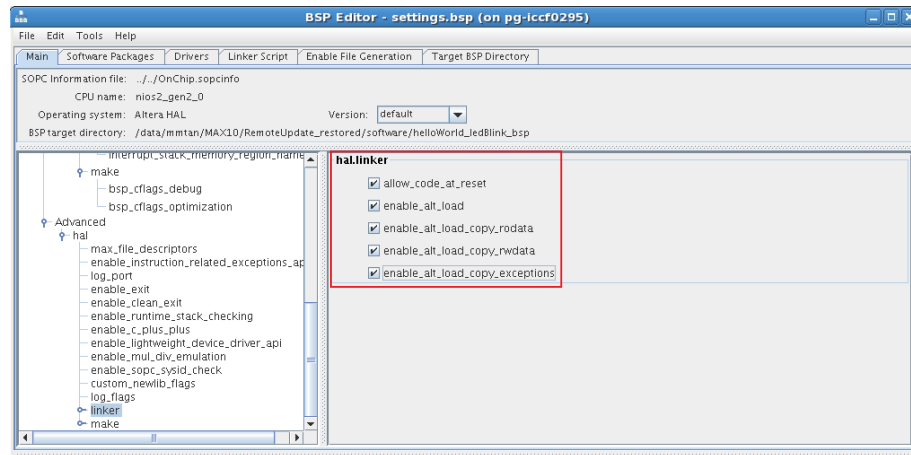 BSP Editor - settings.bsp (on pg-iccf0295)
File Edit Tools Help
Main Software Packages Drivers Linker Script Enable File Generation Target BSP Directory
SOPC Information file: ../../OnChip.sopcinfo
CPU name: nios2_gen2_0
Operating system: Altera HAL Version: default
BSP target directory: /data/mmtan/MAX10/RemoteUpdate_restored/software/helloWorld_ledBlink_bsp
interrupt_stack_memory_region_name
make
bsp_cflags_debug
bsp_cflags_optimization
Advanced
hal
max_file_descriptors
enable_instruction_related_exceptions_ap
log_port
enable_exit
enable_clean_exit
enable_runtime_stack_checking
enable_c_plus_plus
enable_lightweight_device_driver_api
enable_mul_div_emulation
enable_sopc_sysid_check
custom_newlib_flags
log_flags
linker
make
hal.linker
allow_code_at_reset
enable_alt_load
enable_alt_load_copy_rodata
enable_alt_load_copy_rwdata
enable_alt_load_copy_exceptions